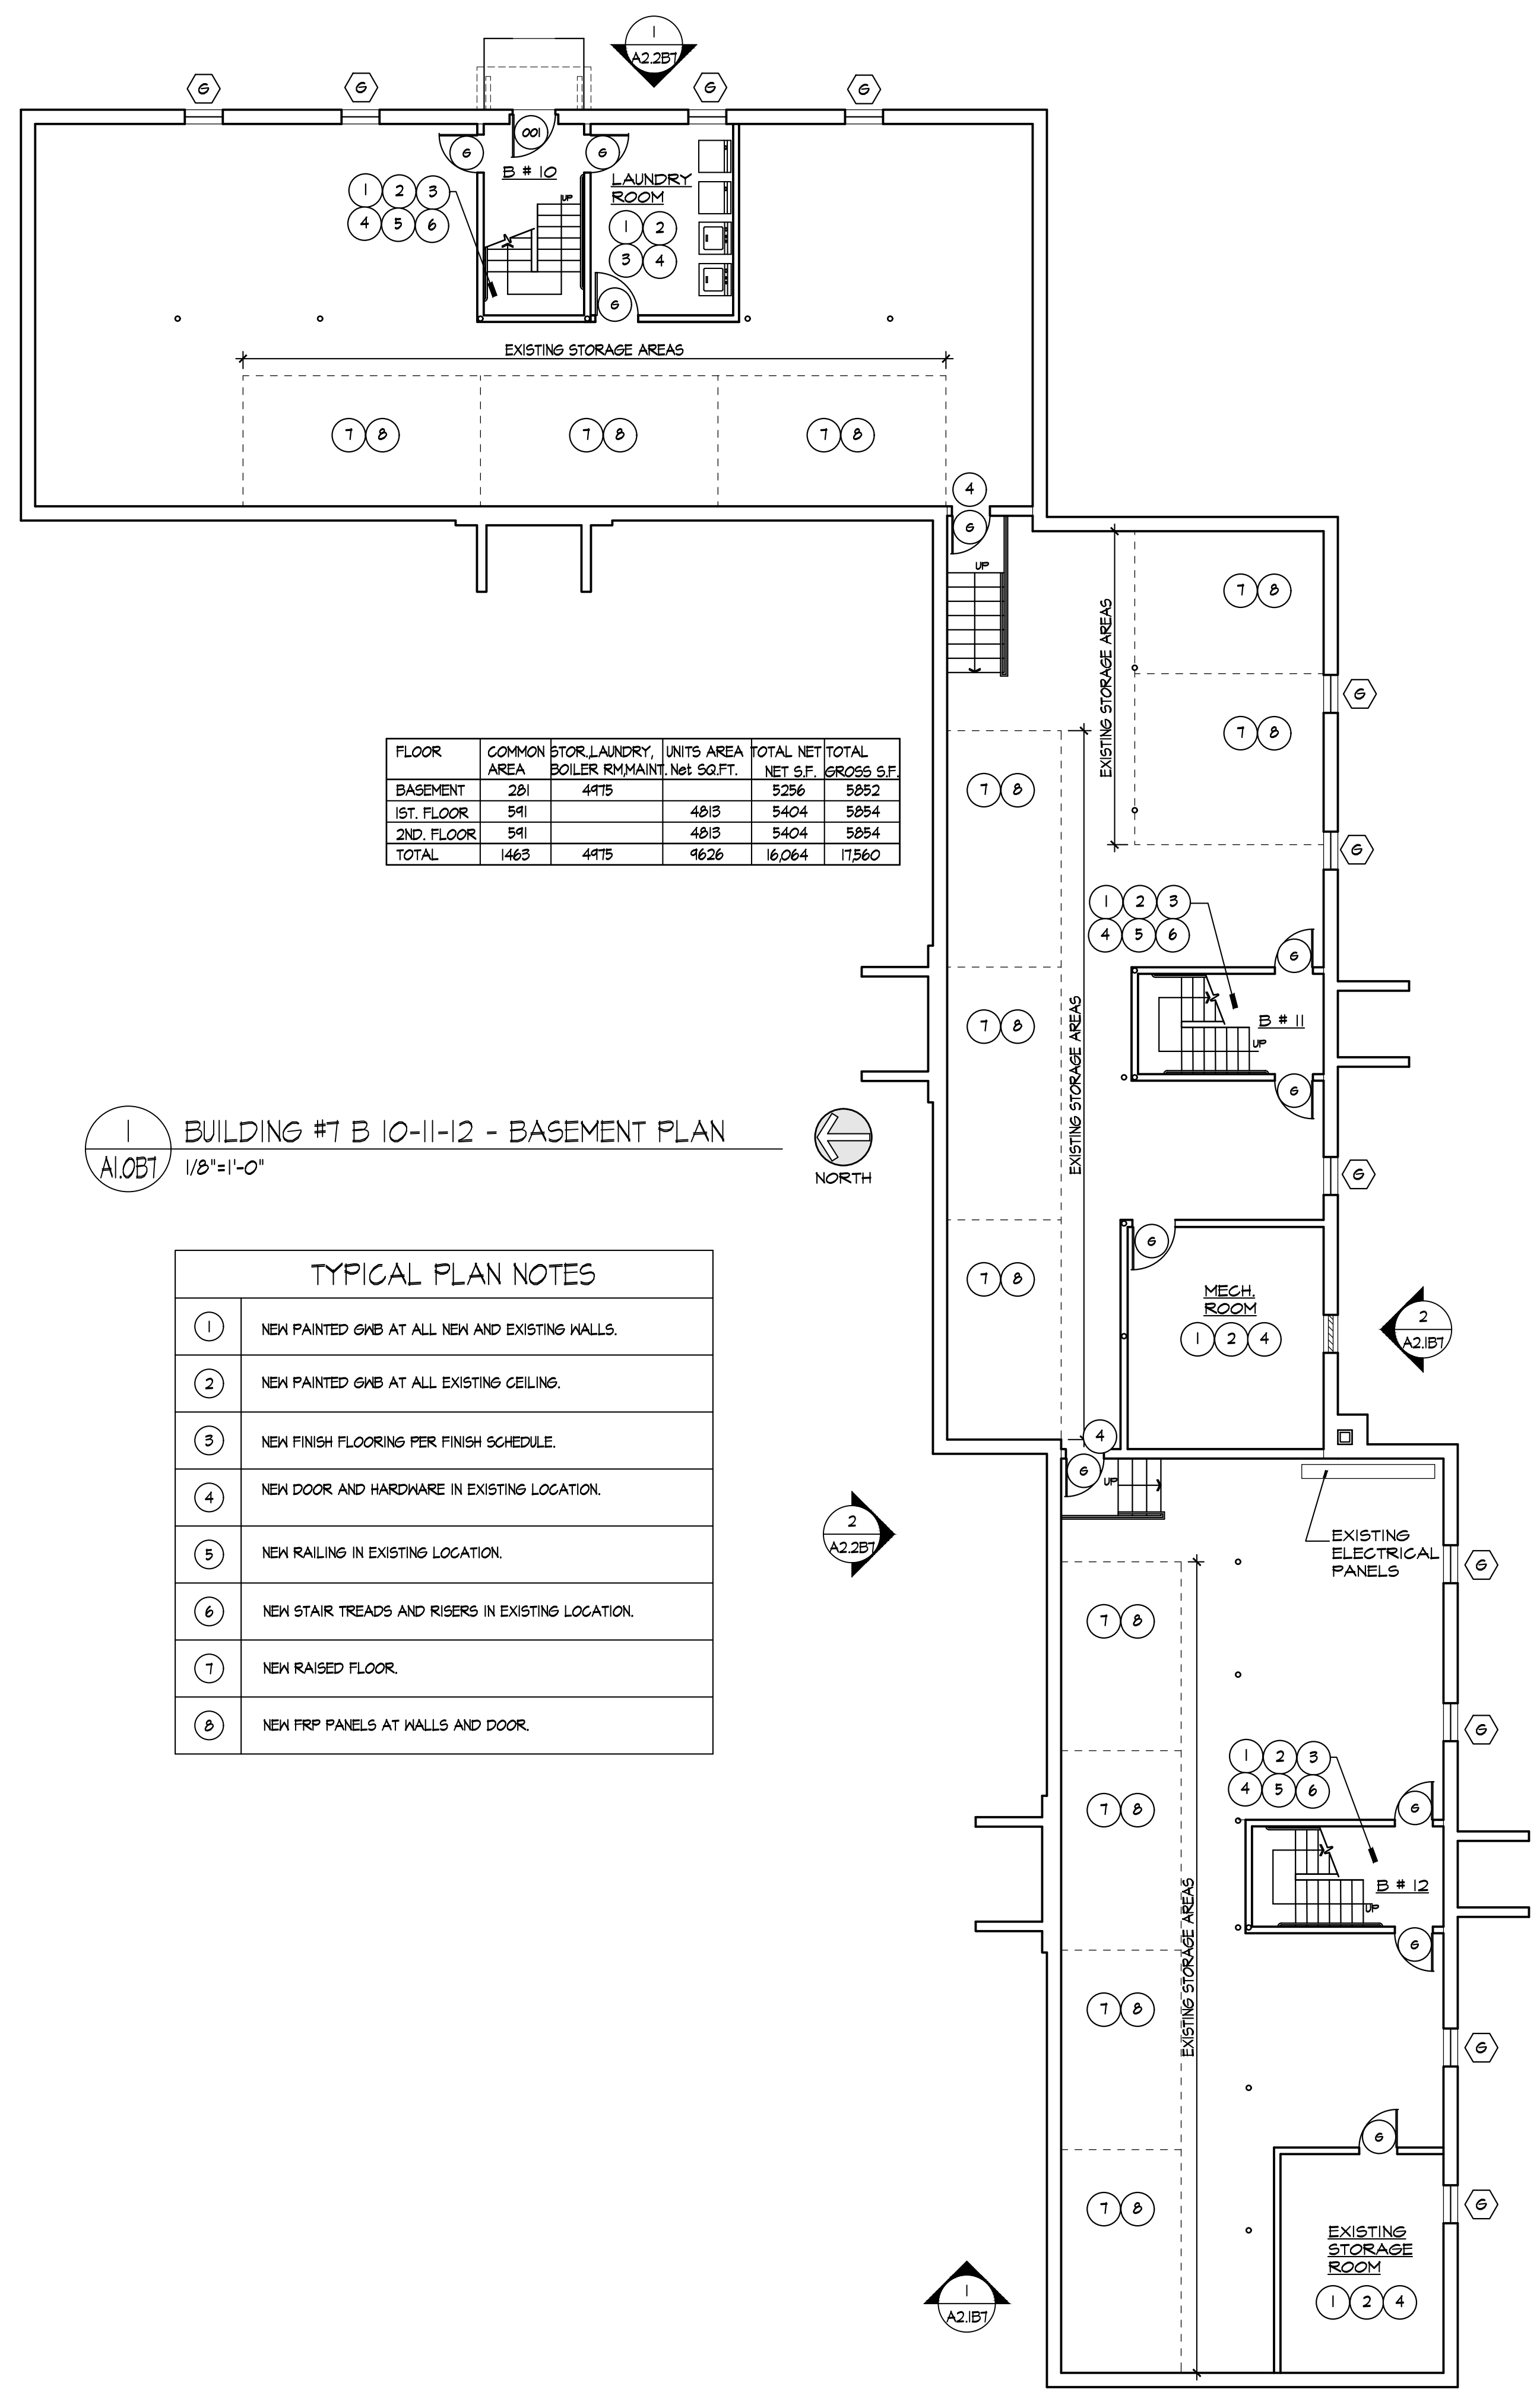 1
A2.2B7
G
G
G
G
001
G
G
B # 10
LAUNDRY
ROOM
UP
1 2 3
4 5 6
1 2
3 4
G
EXISTING STORAGE AREAS
7 8
7 8
7 8
4
G
UP
EXISTING STORAGE AREAS
7 8
G
7 8
FLOOR COMMON AREA STOR.,LAUNDRY, BOILER RM,MAINT. UNITS AREA Net SQ.FT. TOTAL NET NET S.F. TOTAL GROSS S.F.
BASEMENT 281 4975 5256 5852
1ST. FLOOR 591 4813 5404 5854
2ND. FLOOR 591 4813 5404 5854
TOTAL 1463 4975 9626 16,064 17,560
7 8
G
1 2 3
4 5 6
G
7 8
B # 11
UP
EXISTING STORAGE AREAS
G
1
A1.0B7
BUILDING #7 B 10-11-12 - BASEMENT PLAN
1/8"=1'-0"
NORTH
G
G
7 8
MECH.
ROOM
1 2 4
2
A2.1B7
TYPICAL PLAN NOTES
1 NEW PAINTED GWB AT ALL NEW AND EXISTING WALLS.
2 NEW PAINTED GWB AT ALL EXISTING CEILING.
3 NEW FINISH FLOORING PER FINISH SCHEDULE.
4 NEW DOOR AND HARDWARE IN EXISTING LOCATION.
5 NEW RAILING IN EXISTING LOCATION.
6 NEW STAIR TREADS AND RISERS IN EXISTING LOCATION.
7 NEW RAISED FLOOR.
8 NEW FRP PANELS AT WALLS AND DOOR.
4
G
UP
2
A2.2B7
EXISTING
ELECTRICAL
PANELS
G
7 8
G
1 2 3
4 5 6
G
7 8
B # 12
UP
G
EXISTING STORAGE AREAS
7 8
G
G
7 8
G
EXISTING
STORAGE
ROOM
1 2 4
1
A2.1B7